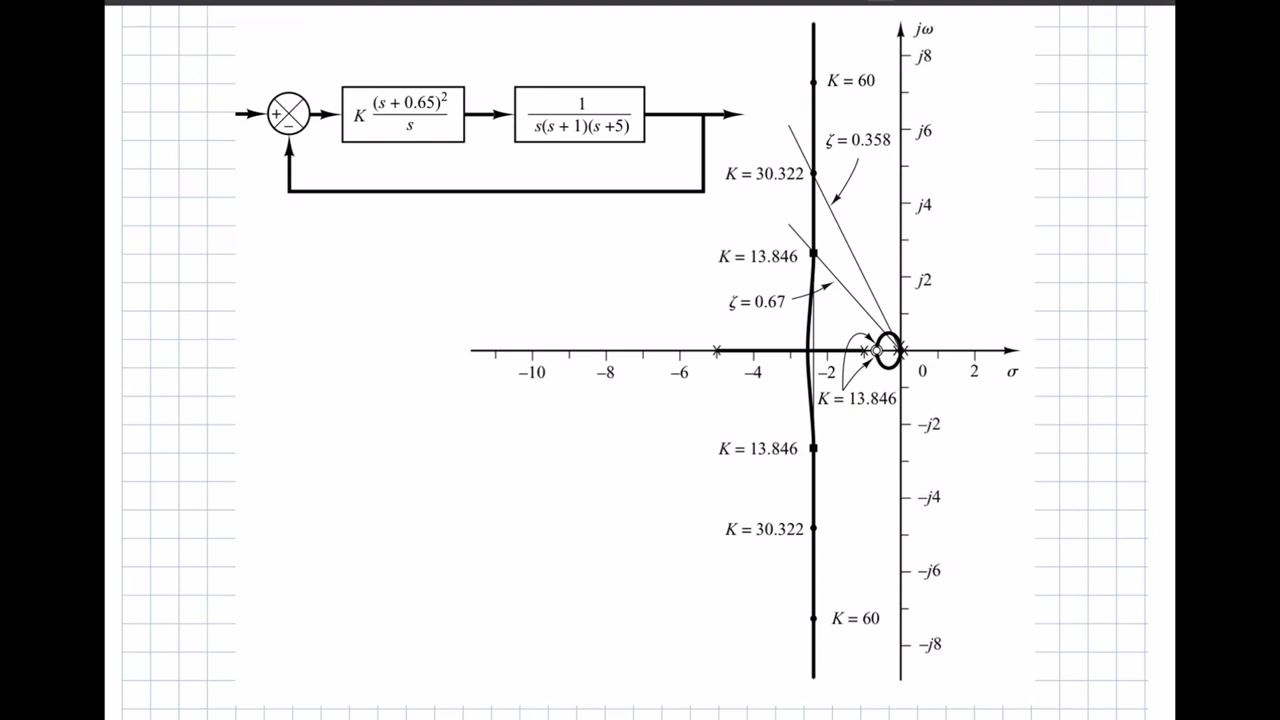 jω
j8
K = 60
K (s + 0.65)² / s
1 / s(s + 1)(s +5)
+
−
j6
ζ = 0.358
K = 30.322
j4
K = 13.846
j2
ζ = 0.67
−10 −8 −6 −4 −2 0 2 σ
K = 13.846
−j2
K = 13.846
−j4
K = 30.322
−j6
K = 60
−j8